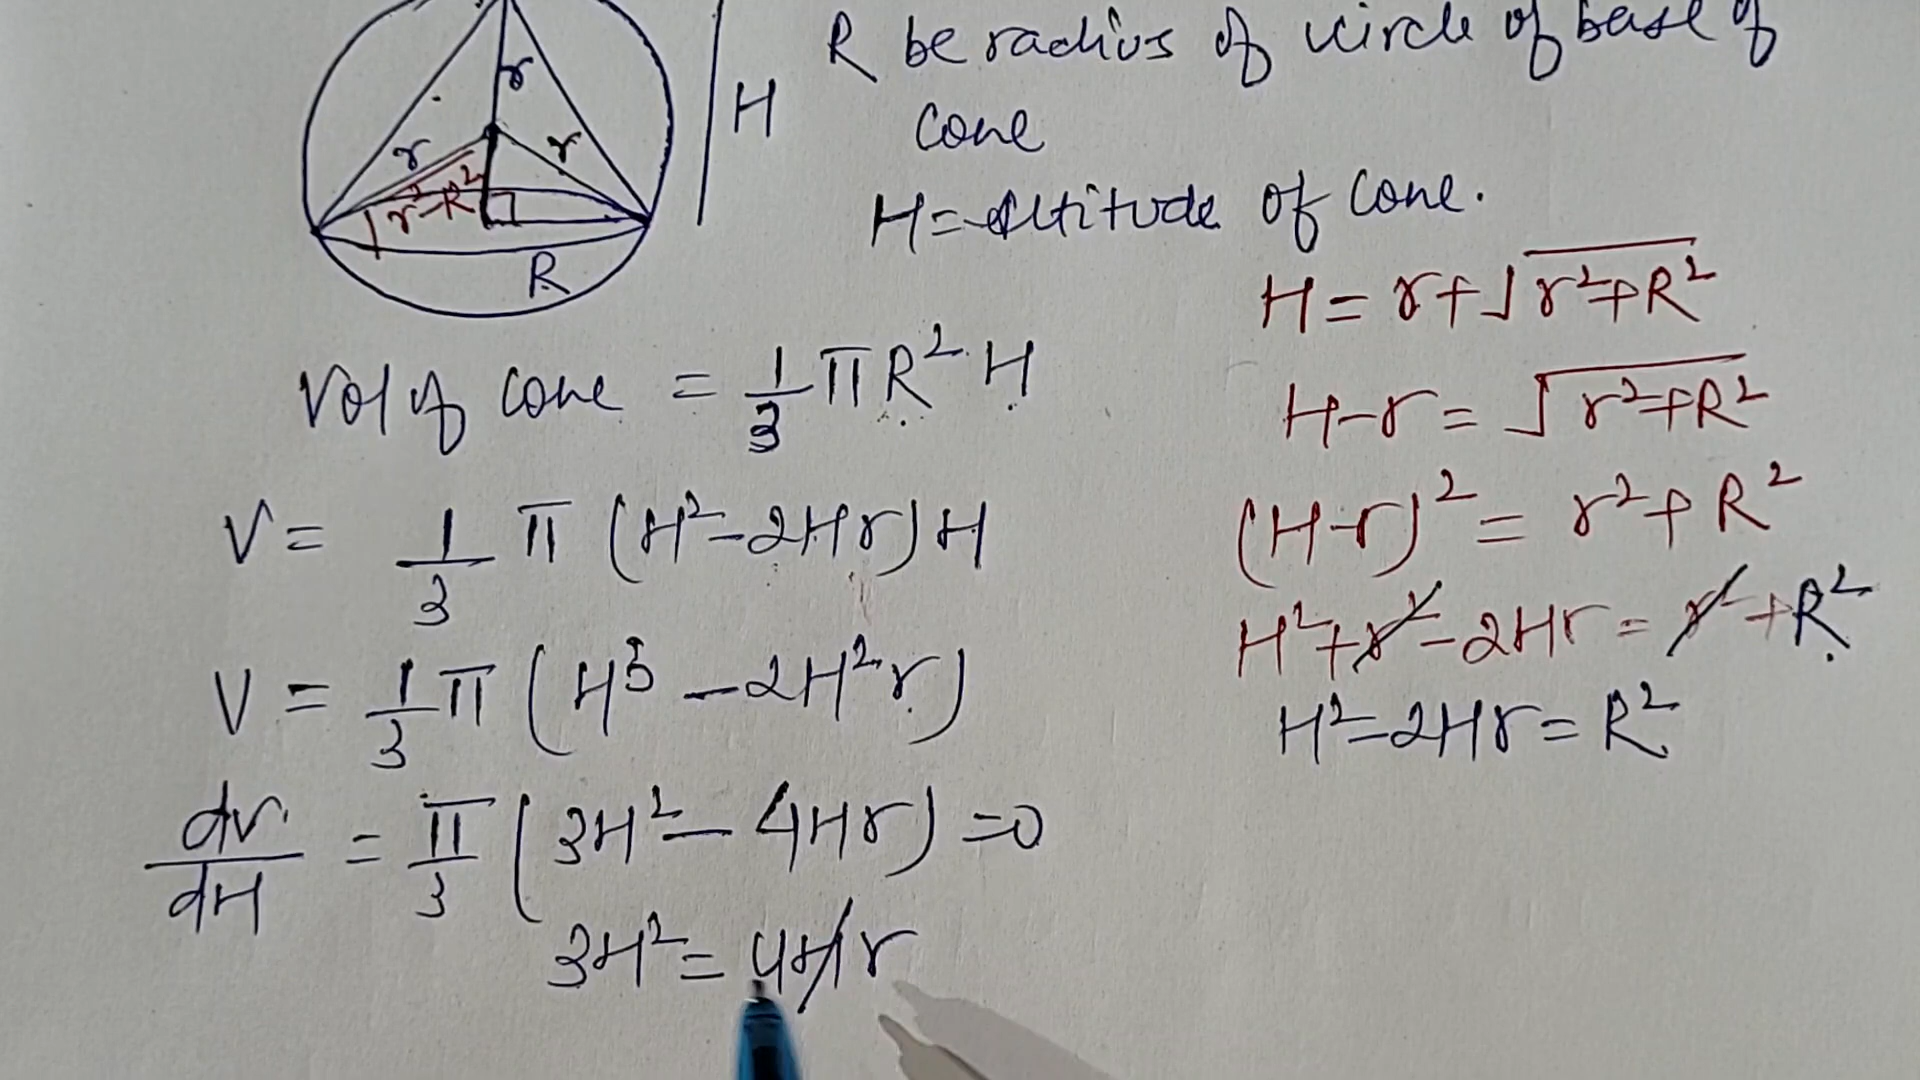 R be radius of circle of base of
cone
H = Altitude of cone.
r
r
r
r²-R²
R
H
H = r+√r²+R²
H-r = √r²+R²
(H-r)² = r²+R²
H²+r²-2Hr = r²+R²
H²-2Hr = R²
Vol of cone = 1/3 π R² H
V = 1/3 π (H²-2Hr)H
V = 1/3 π (H³ - 2H²r)
dv/dH = π/3 (3H² - 4Hr) = 0
3H² = 4Hr